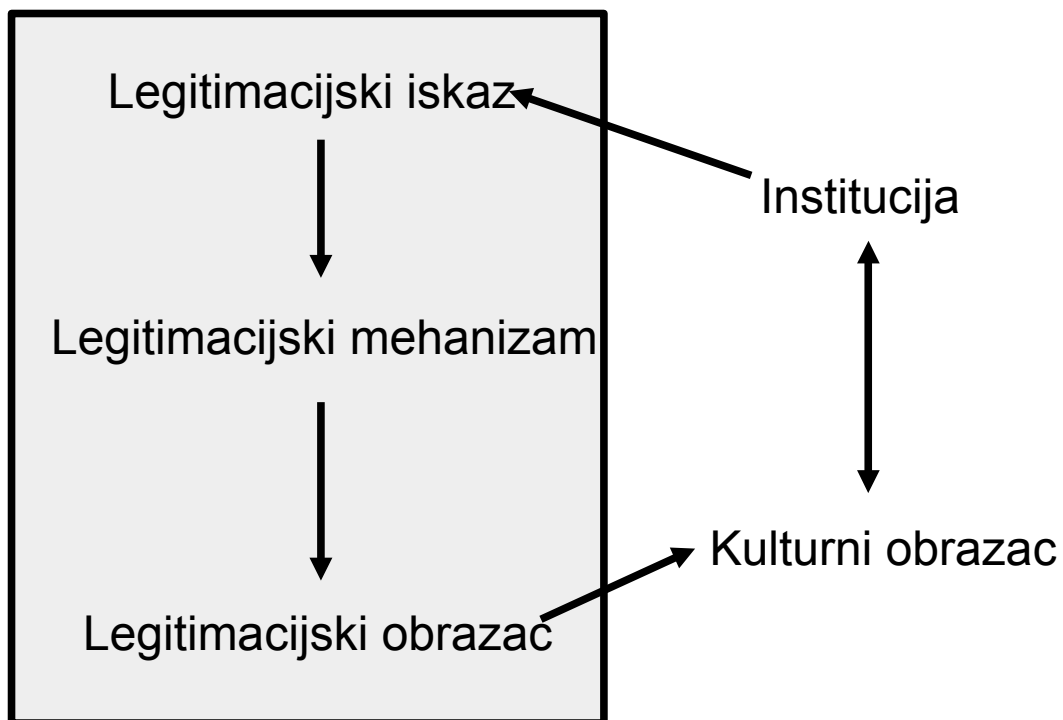 Legitimacijski iskaz
Institucija
Legitimacijski mehanizam
Kulturni obrazac
Legitimacijski obrazac